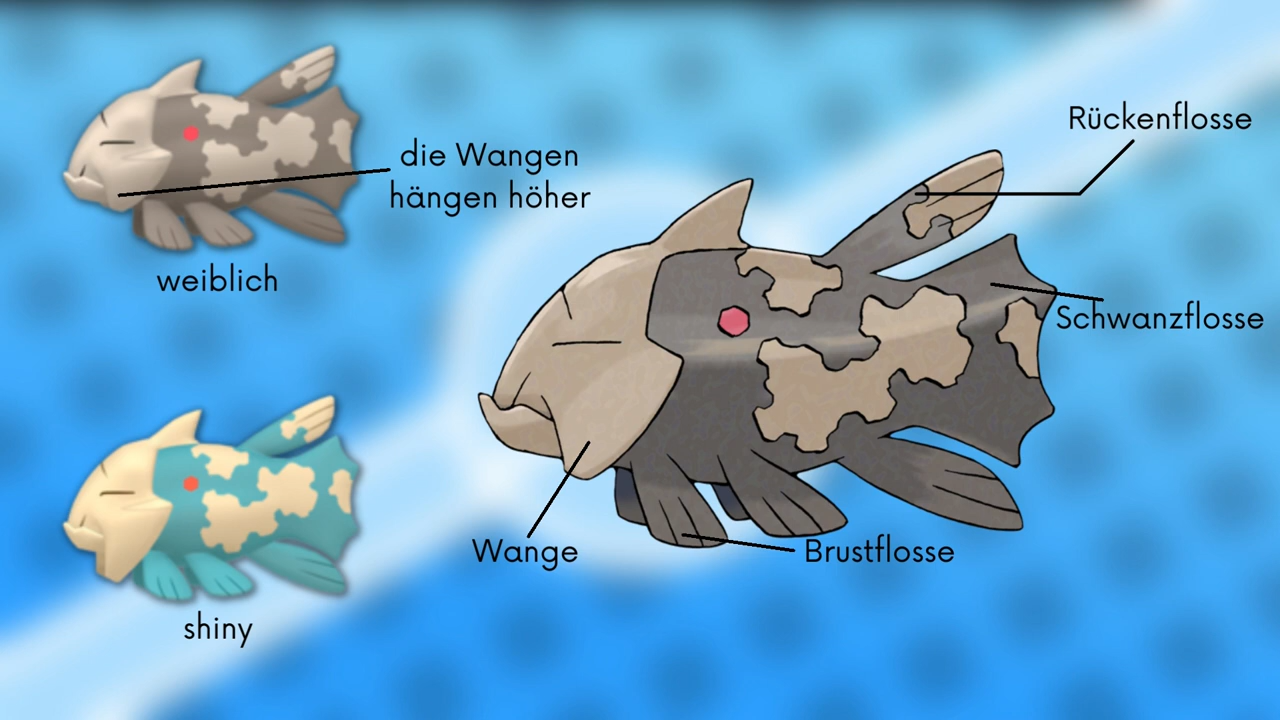 die Wangen
hängen höher
weiblich
shiny
Rückenflosse
Schwanzflosse
Wange
Brustflosse